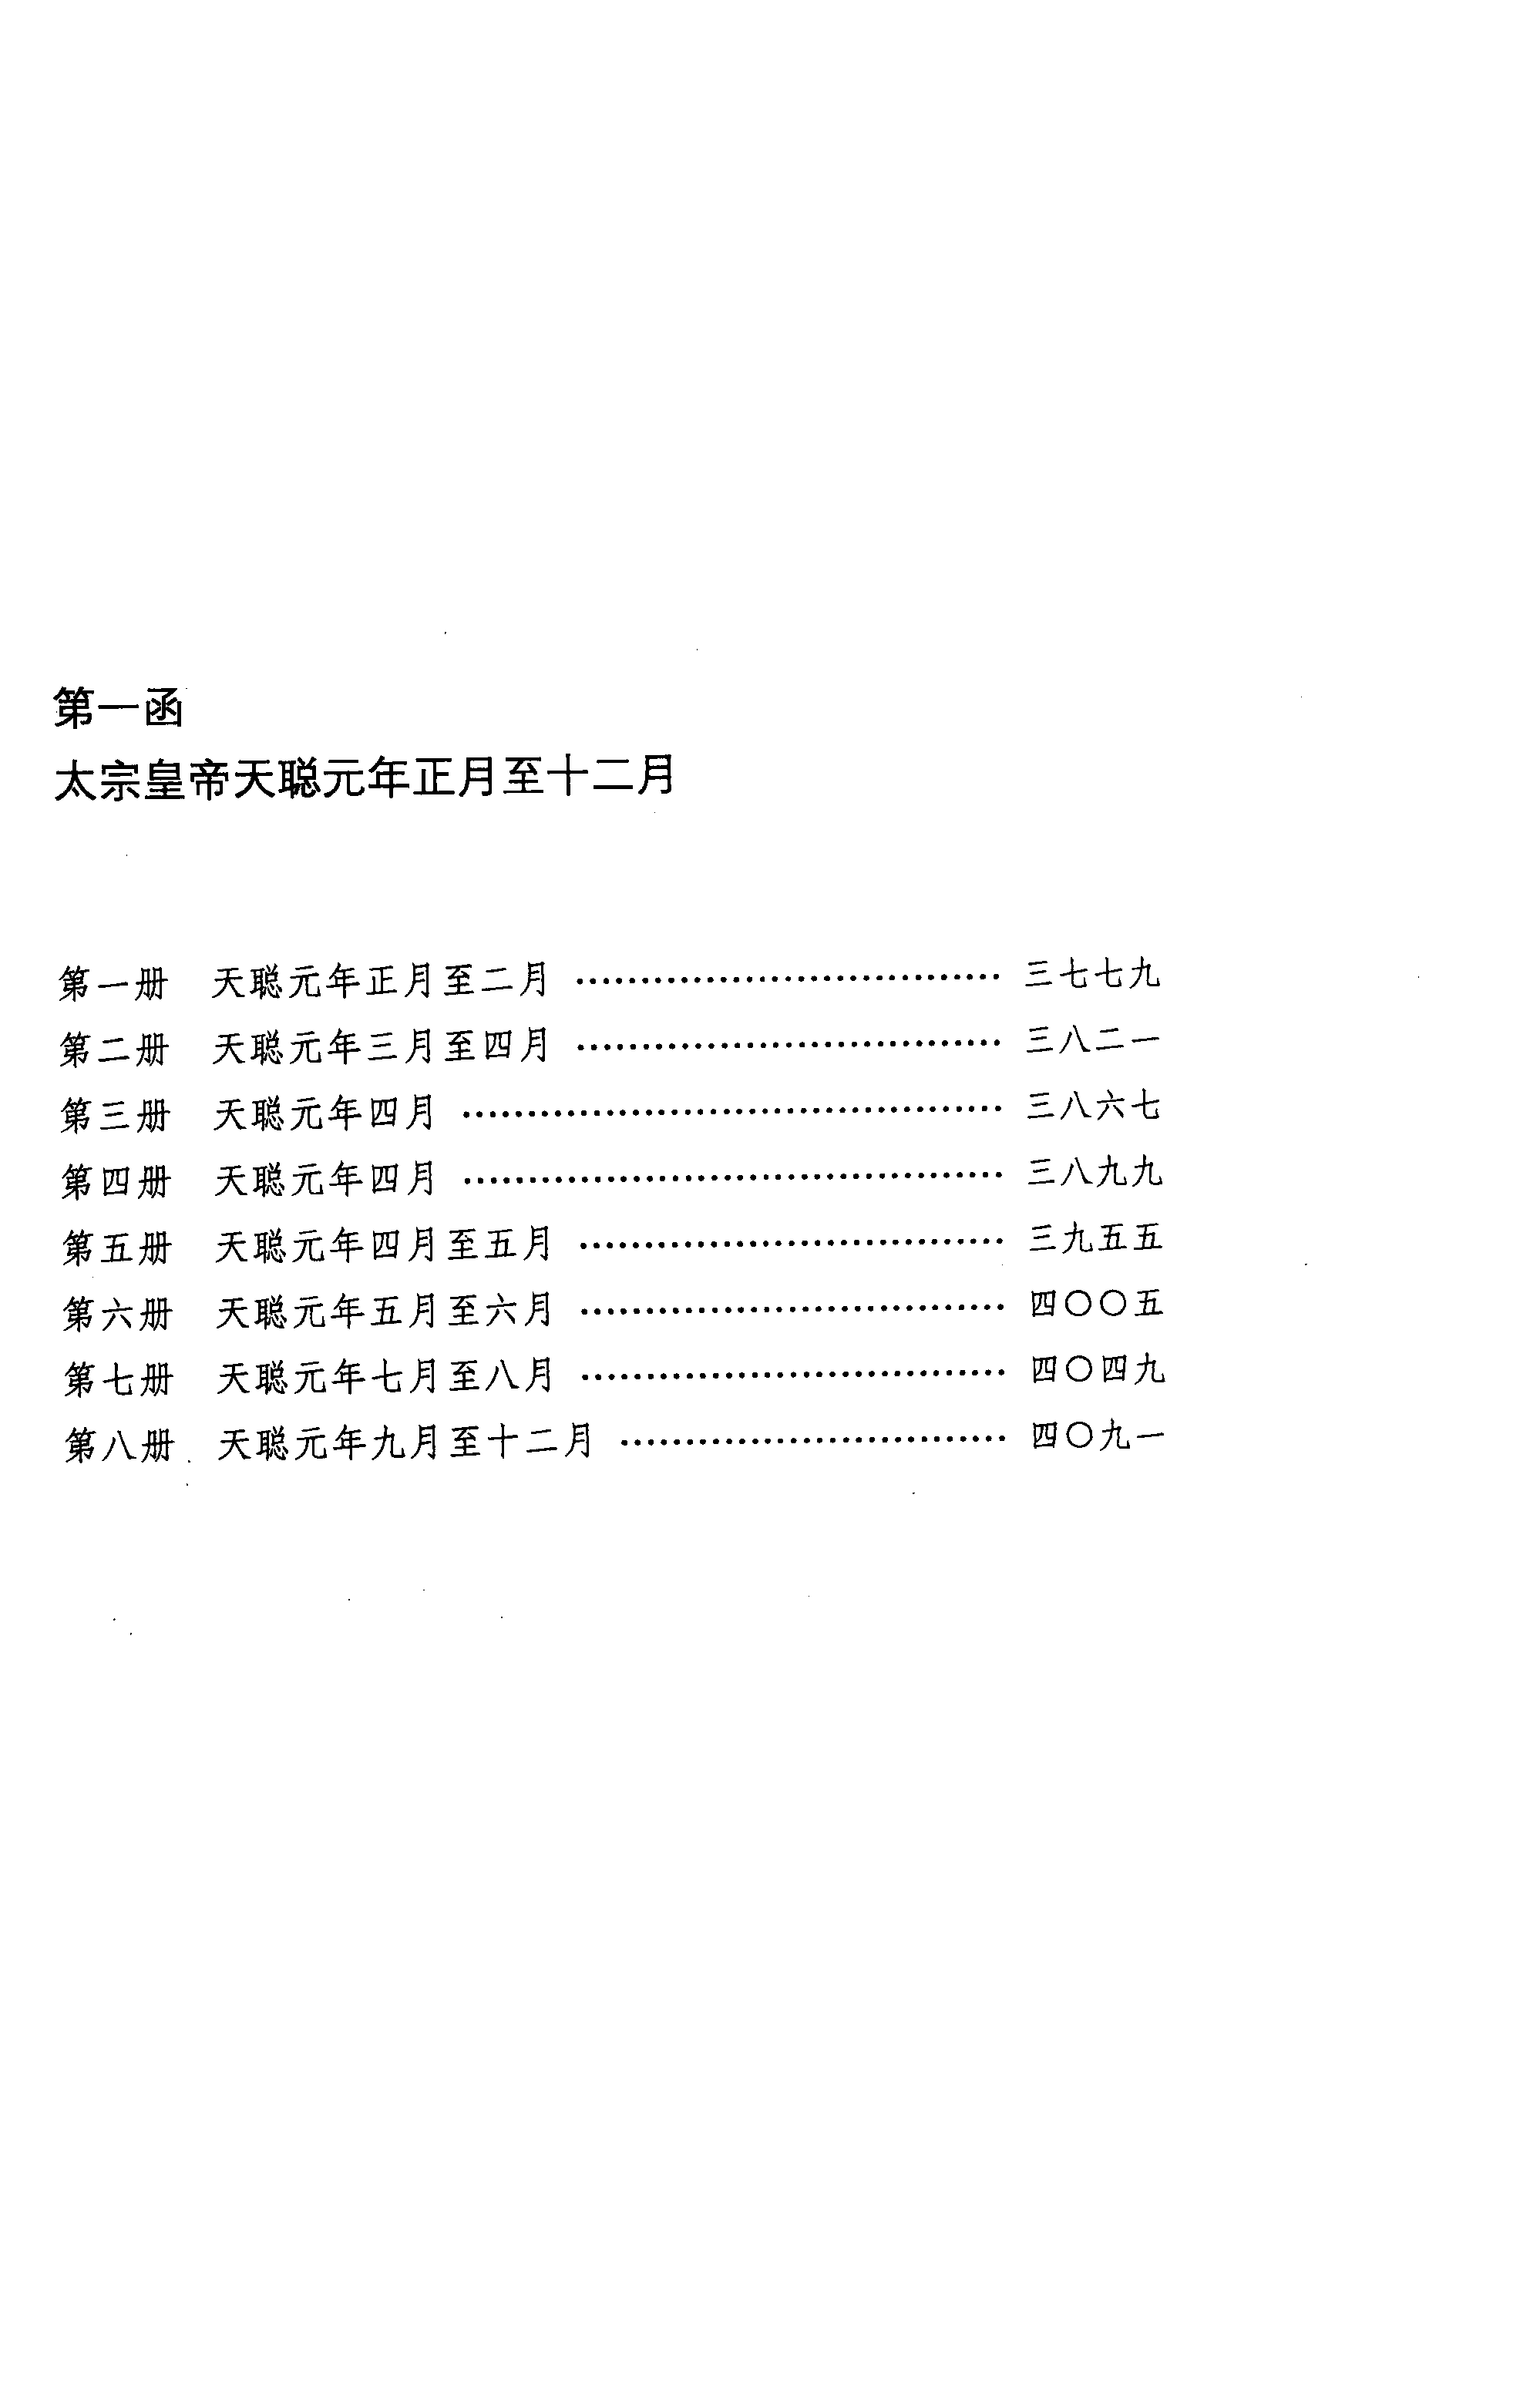 第一函
太宗皇帝天聪元年正月至十二月
第一册 天聪元年正月至二月 ································· 三七七九
第二册 天聪元年三月至四月 ································· 三八二一
第三册 天聪元年四月 ·········································· 三八六七
第四册 天聪元年四月 ·········································· 三八九九
第五册 天聪元年四月至五月 ································· 三九五五
第六册 天聪元年五月至六月 ································· 四〇〇五
第七册 天聪元年七月至八月 ································· 四〇四九
第八册 天聪元年九月至十二月 ······························ 四〇九一